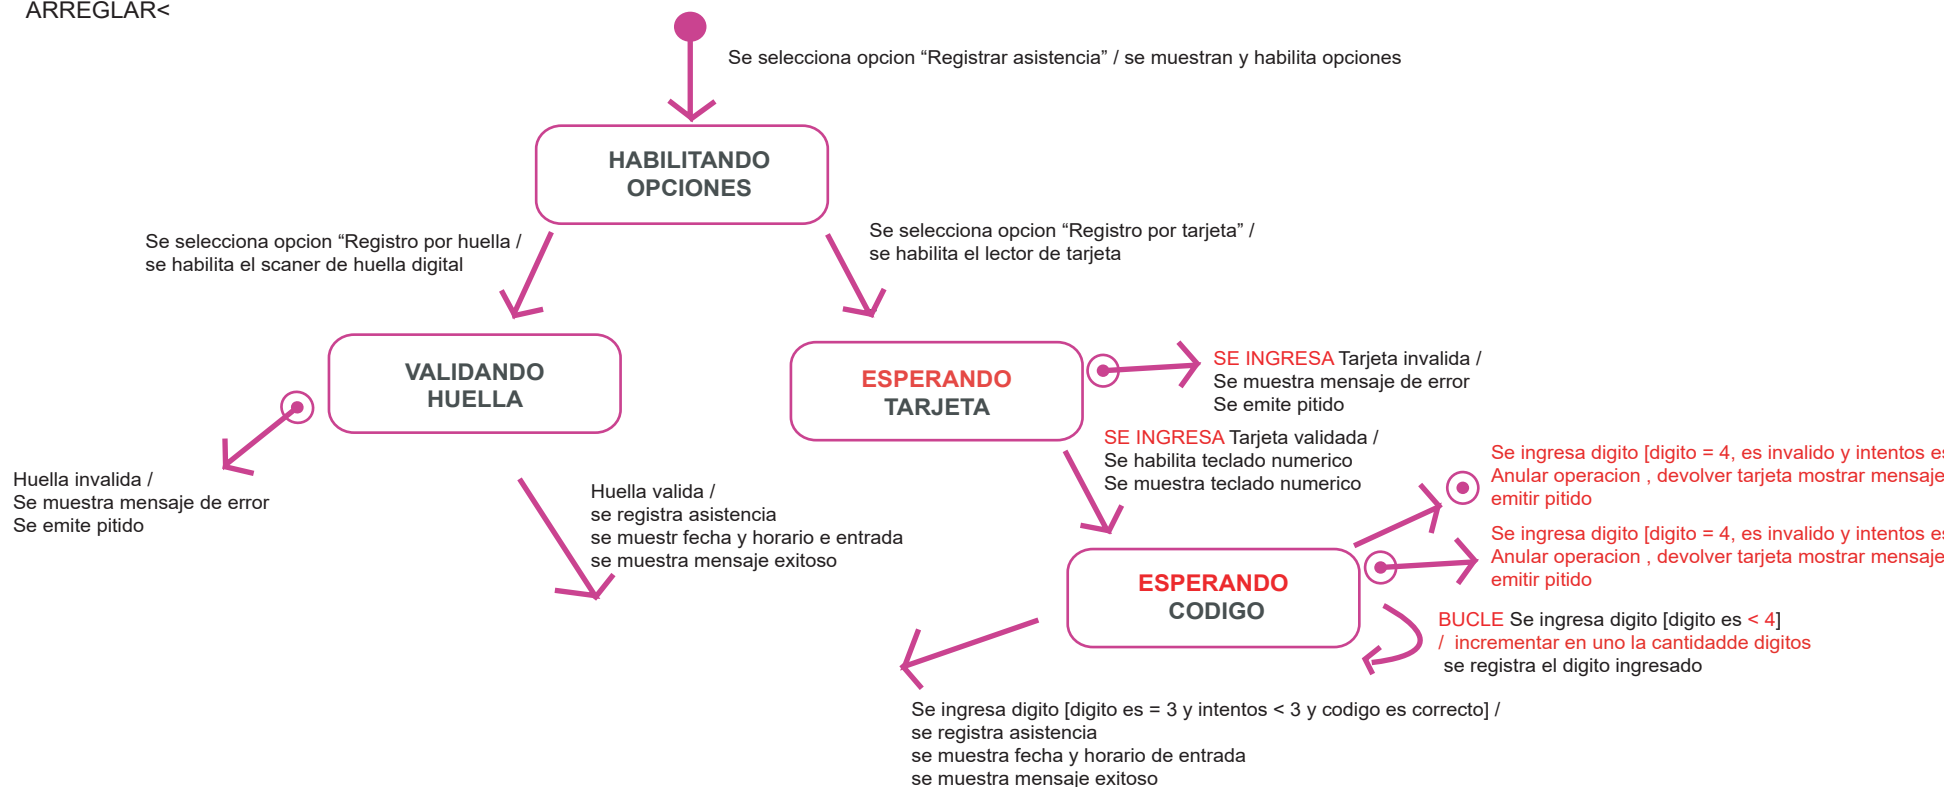 ARREGLAR<
Se selecciona opcion “Registrar asistencia” / se muestran y habilita opciones
HABILITANDO
OPCIONES
Se selecciona opcion “Registro por huella /
se habilita el scaner de huella digital
Se selecciona opcion “Registro por tarjeta” /
se habilita el lector de tarjeta
VALIDANDO
HUELLA
ESPERANDO
TARJETA
SE INGRESA Tarjeta invalida /
Se muestra mensaje de error
Se emite pitido
SE INGRESA Tarjeta validada /
Se habilita teclado numerico
Se muestra teclado numerico
Huella invalida /
Se muestra mensaje de error
Se emite pitido
Huella valida /
se registra asistencia
se muestr fecha y horario e entrada
se muestra mensaje exitoso
Se ingresa digito [digito = 4, es invalido y intentos es
Anular operacion , devolver tarjeta mostrar mensaje
emitir pitido
Se ingresa digito [digito = 4, es invalido y intentos es
Anular operacion , devolver tarjeta mostrar mensaje
emitir pitido
ESPERANDO
CODIGO
BUCLE Se ingresa digito [digito es < 4]
/ incrementar en uno la cantidadde digitos
se registra el digito ingresado
Se ingresa digito [digito es = 3 y intentos < 3 y codigo es correcto] /
se registra asistencia
se muestra fecha y horario de entrada
se muestra mensaje exitoso